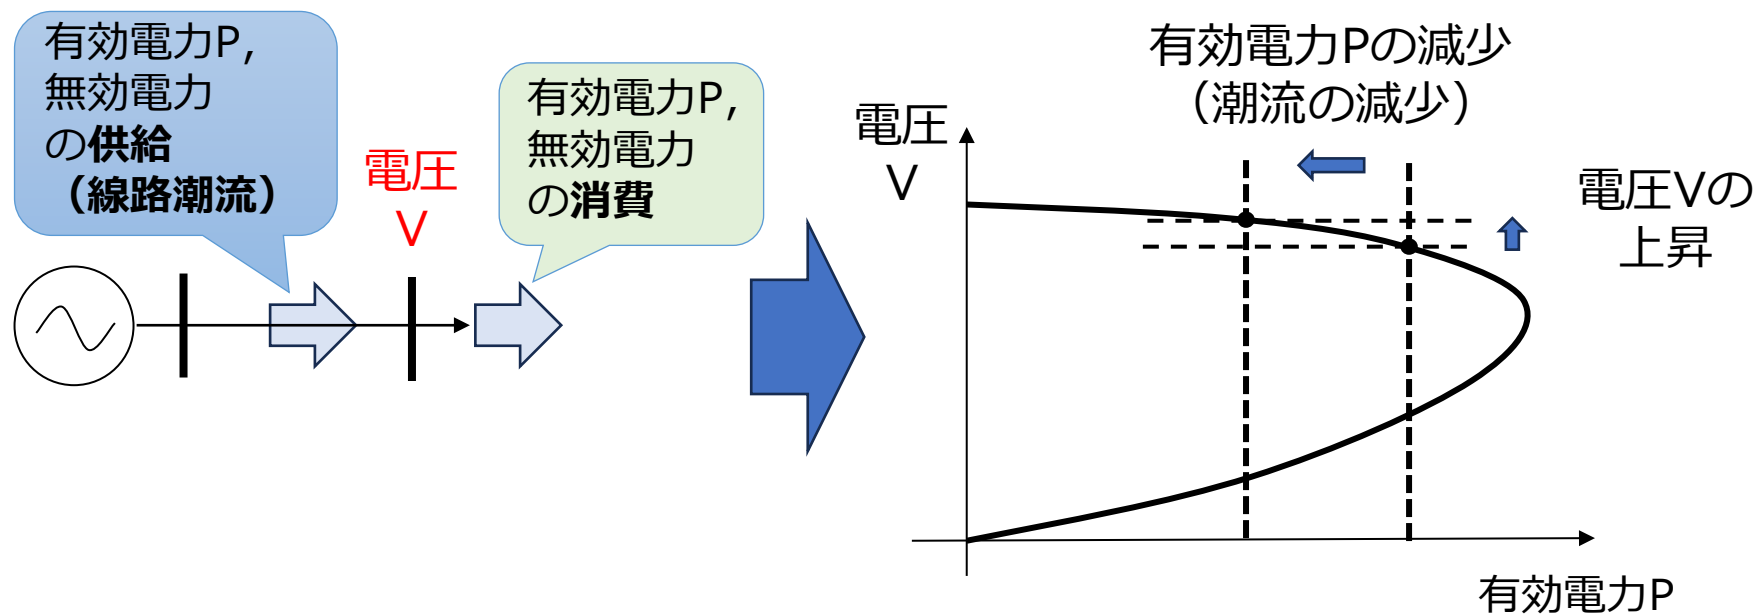 有効電力P,
無効電力
の供給
（線路潮流）
電圧
V
有効電力P,
無効電力
の消費
有効電力Pの減少
（潮流の減少）
電圧
V
電圧Vの
上昇
有効電力P